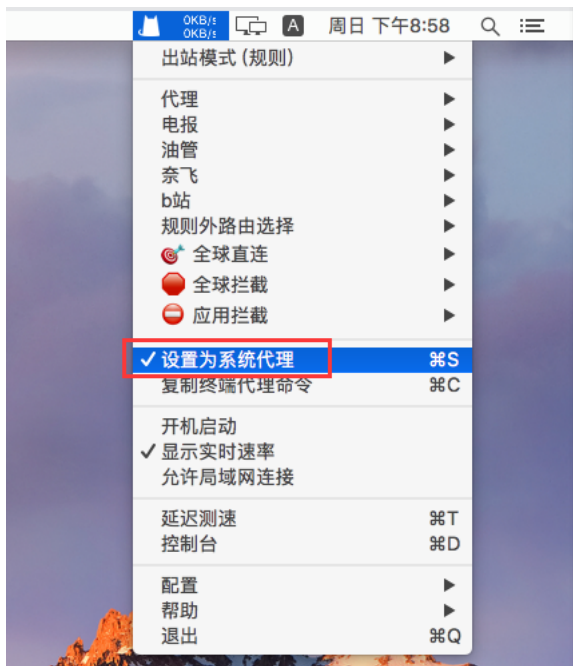 0KB/s
0KB/s
A
周日 下午8:58
出站模式 (规则)
代理
电报
油管
奈飞
b站
规则外路由选择
全球直连
全球拦截
应用拦截
设置为系统代理 ⌘S
复制终端代理命令 ⌘C
开机启动
显示实时速率
允许局域网连接
延迟测速 ⌘T
控制台 ⌘D
配置
帮助
退出 ⌘Q